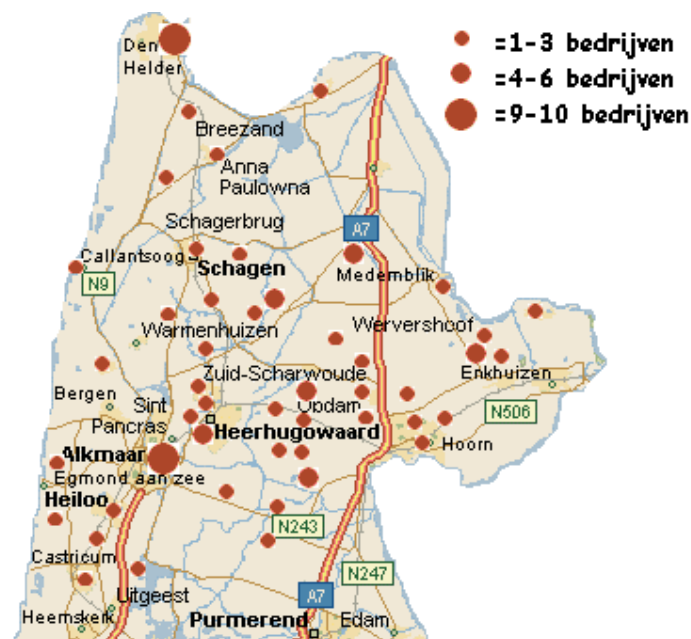 =1-3 bedrijven
=4-6 bedrijven
=9-10 bedrijven
Den
Helder
Breezand
Anna
Paulowna
Schagerbrug
A7
Callantsoog
Schagen
Medemblik
N9
Warmenhuizen
Wervershoof
Zuid-Scharwoude
Enkhuizen
Bergen
Sint
Pancras
Obdam
N506
Heerhugowaard
Hoorn
Alkmaar
Egmond aan zee
Heiloo
N243
Castricum
N247
Uitgeest
A7
Heemskerk
Purmerend
Edam